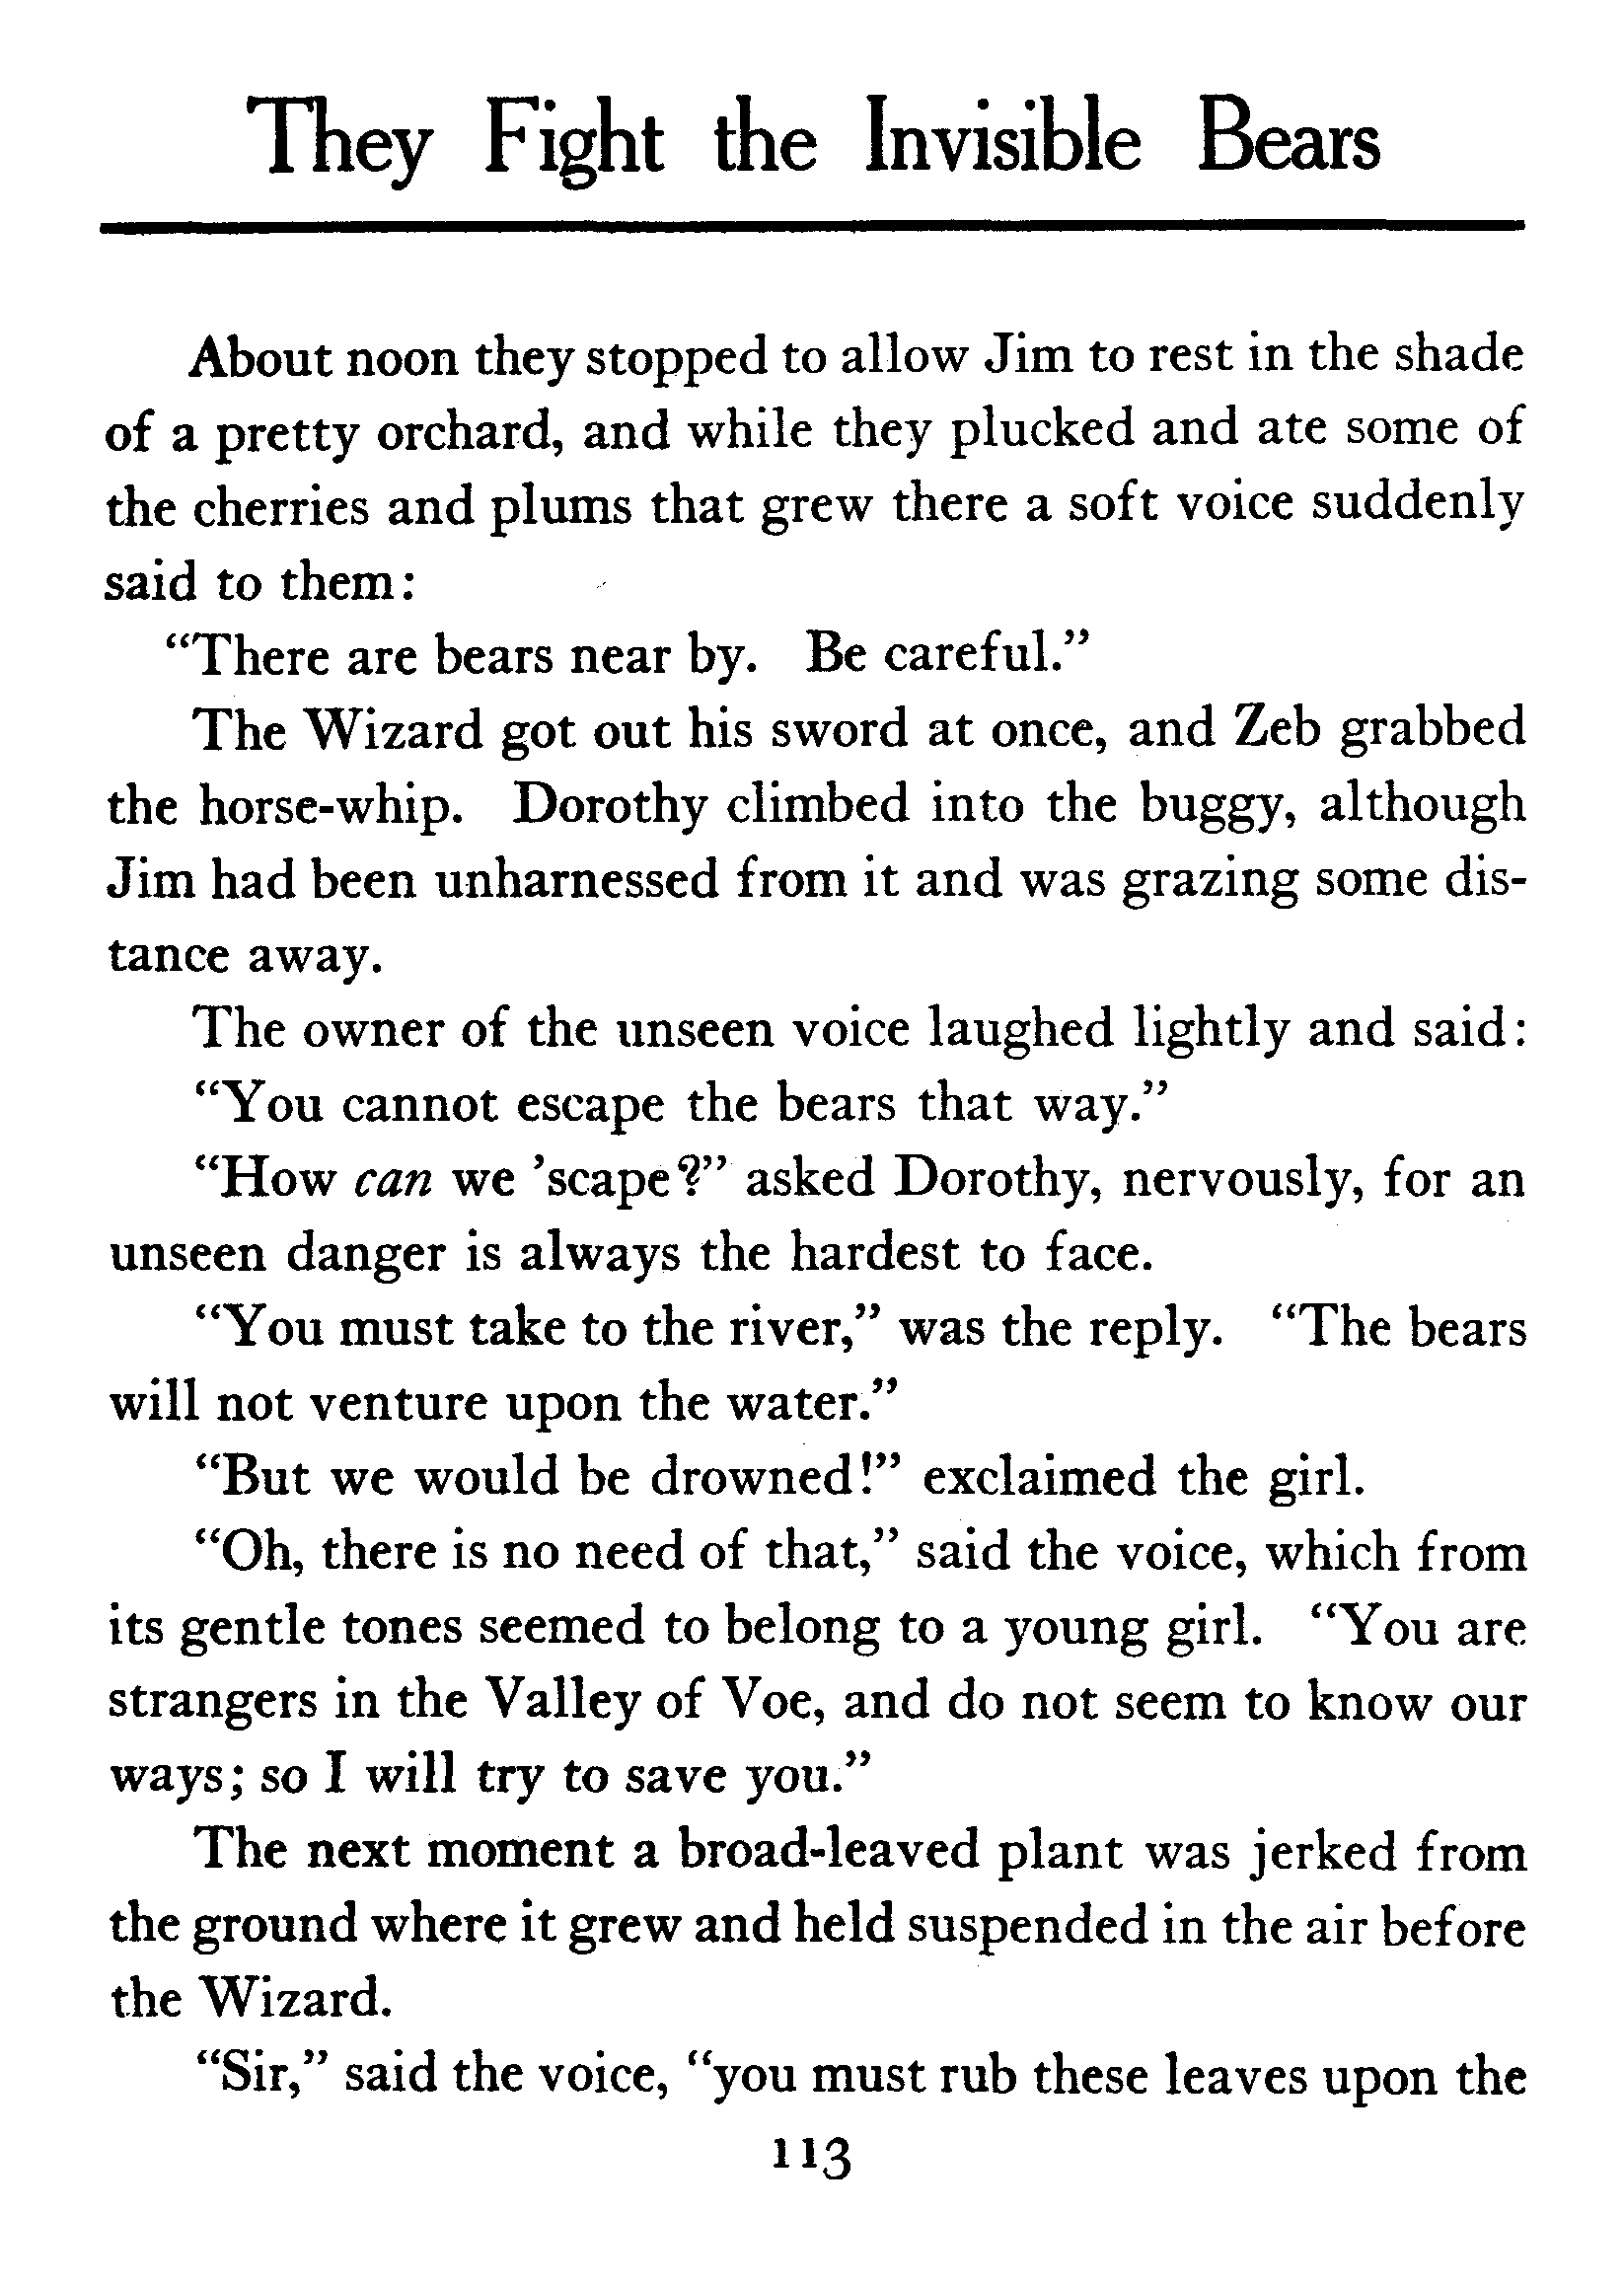 They Fight the Invisible Bears
About noon they stopped to allow Jim to rest in the shade
of a pretty orchard, and while they plucked and ate some of
the cherries and plums that grew there a soft voice suddenly
said to them:
“There are bears near by. Be careful.”
The Wizard got out his sword at once, and Zeb grabbed
the horse-whip. Dorothy climbed into the buggy, although
Jim had been unharnessed from it and was grazing some dis-
tance away.
The owner of the unseen voice laughed lightly and said:
“You cannot escape the bears that way.”
“How can we ’scape?” asked Dorothy, nervously, for an
unseen danger is always the hardest to face.
“You must take to the river,” was the reply. “The bears
will not venture upon the water.”
“But we would be drowned!” exclaimed the girl.
“Oh, there is no need of that,” said the voice, which from
its gentle tones seemed to belong to a young girl. “You are
strangers in the Valley of Voe, and do not seem to know our
ways; so I will try to save you.”
The next moment a broad-leaved plant was jerked from
the ground where it grew and held suspended in the air before
the Wizard.
“Sir,” said the voice, “you must rub these leaves upon the
113